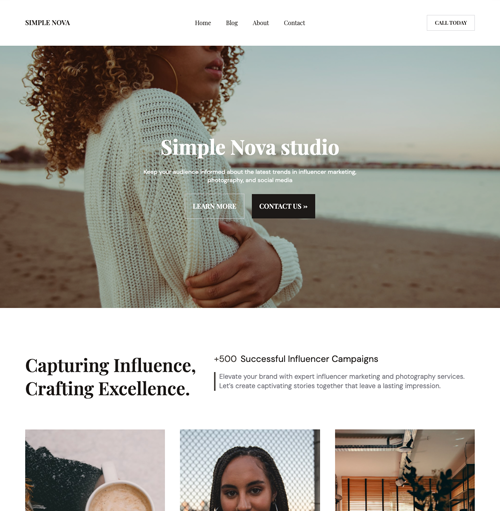 SIMPLE NOVA
Home Blog About Contact
CALL TODAY
Simple Nova studio
Keep your audience informed about the latest trends in influencer marketing,
photography, and social media
LEARN MORE
CONTACT US »
Capturing Influence,
Crafting Excellence.
+500 Successful Influencer Campaigns
Elevate your brand with expert influencer marketing and photography services.
Let's create captivating stories together that leave a lasting impression.